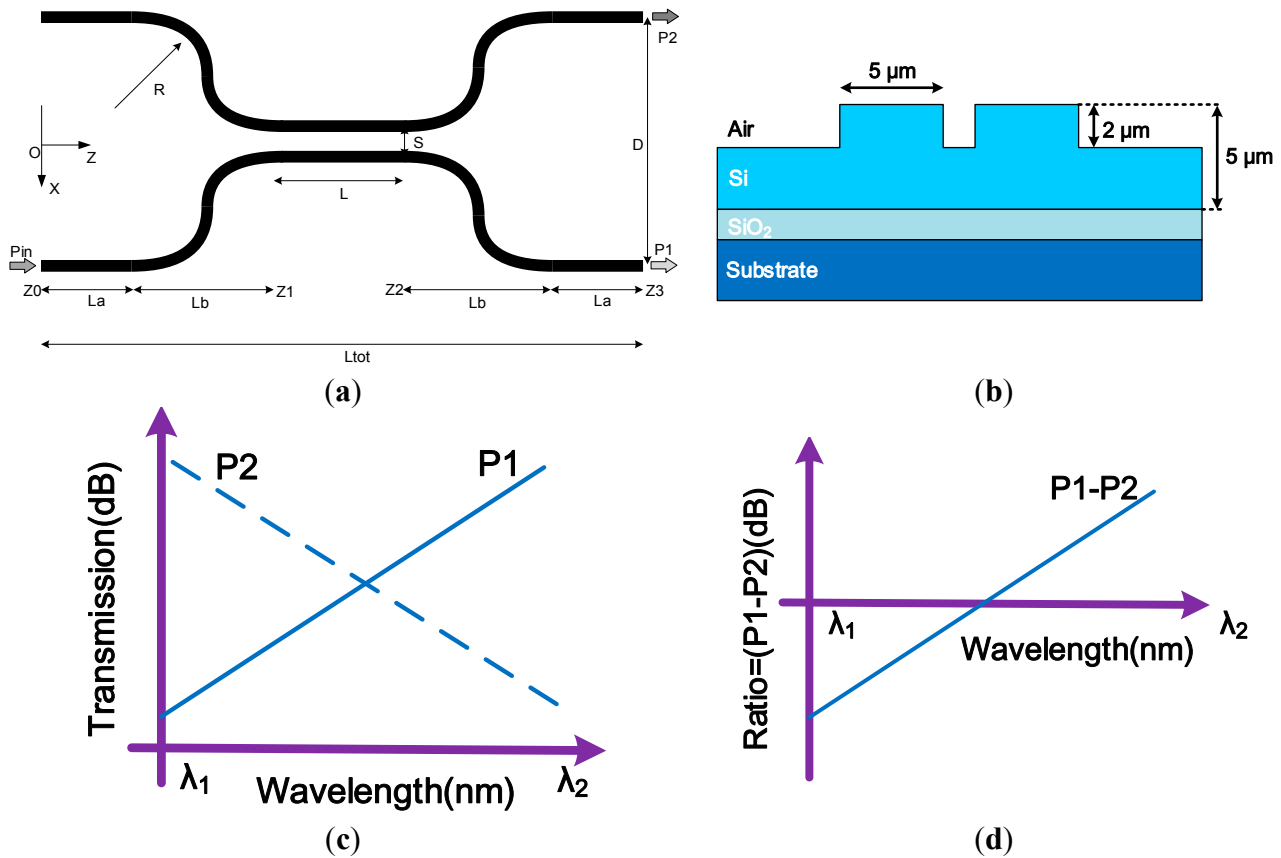 P2
R
O
Z
X
S
D
L
Pin
P1
Z0
La
Lb
Z1
Z2
Lb
La
Z3
Ltot
(a)
5 μm
Air
2 μm
5 μm
Si
SiO2
Substrate
(b)
Transmission(dB)
P2
P1
λ1
Wavelength(nm)
λ2
(c)
Ratio=(P1-P2)(dB)
P1-P2
λ1
Wavelength(nm)
λ2
(d)